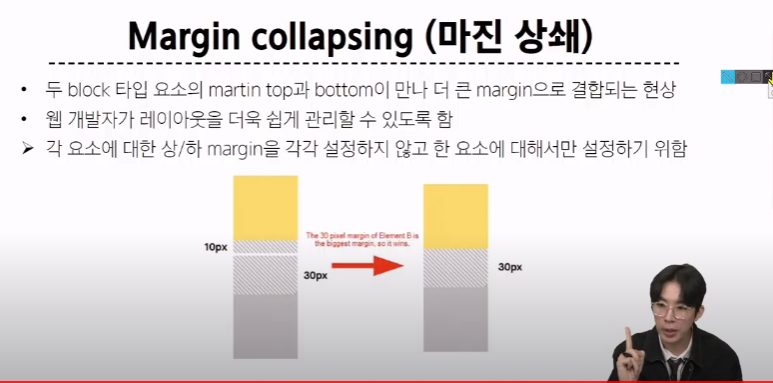 Margin collapsing (마진 상쇄)
• 두 block 타입 요소의 martin top과 bottom이 만나 더 큰 margin으로 결합되는 현상
• 웹 개발자가 레이아웃을 더욱 쉽게 관리할 수 있도록 함
➢ 각 요소에 대한 상/하 margin을 각각 설정하지 않고 한 요소에 대해서만 설정하기 위함
10px
30px
The 30 pixel margin of Element B is
the biggest margin, so it wins.
30px